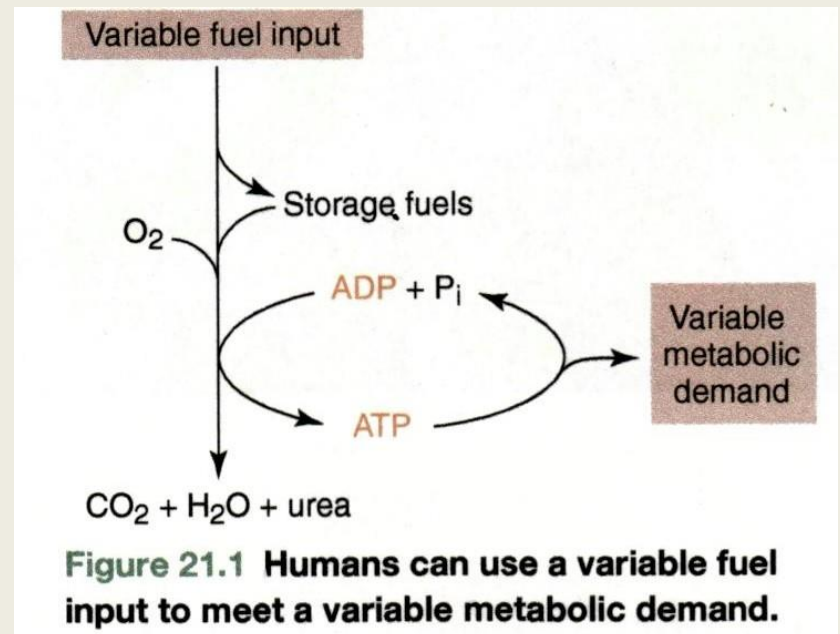 Variable fuel input
Storage fuels
O₂
ADP + Pᵢ
Variable
metabolic
demand
ATP
CO₂ + H₂O + urea
Figure 21.1 Humans can use a variable fuel
input to meet a variable metabolic demand.